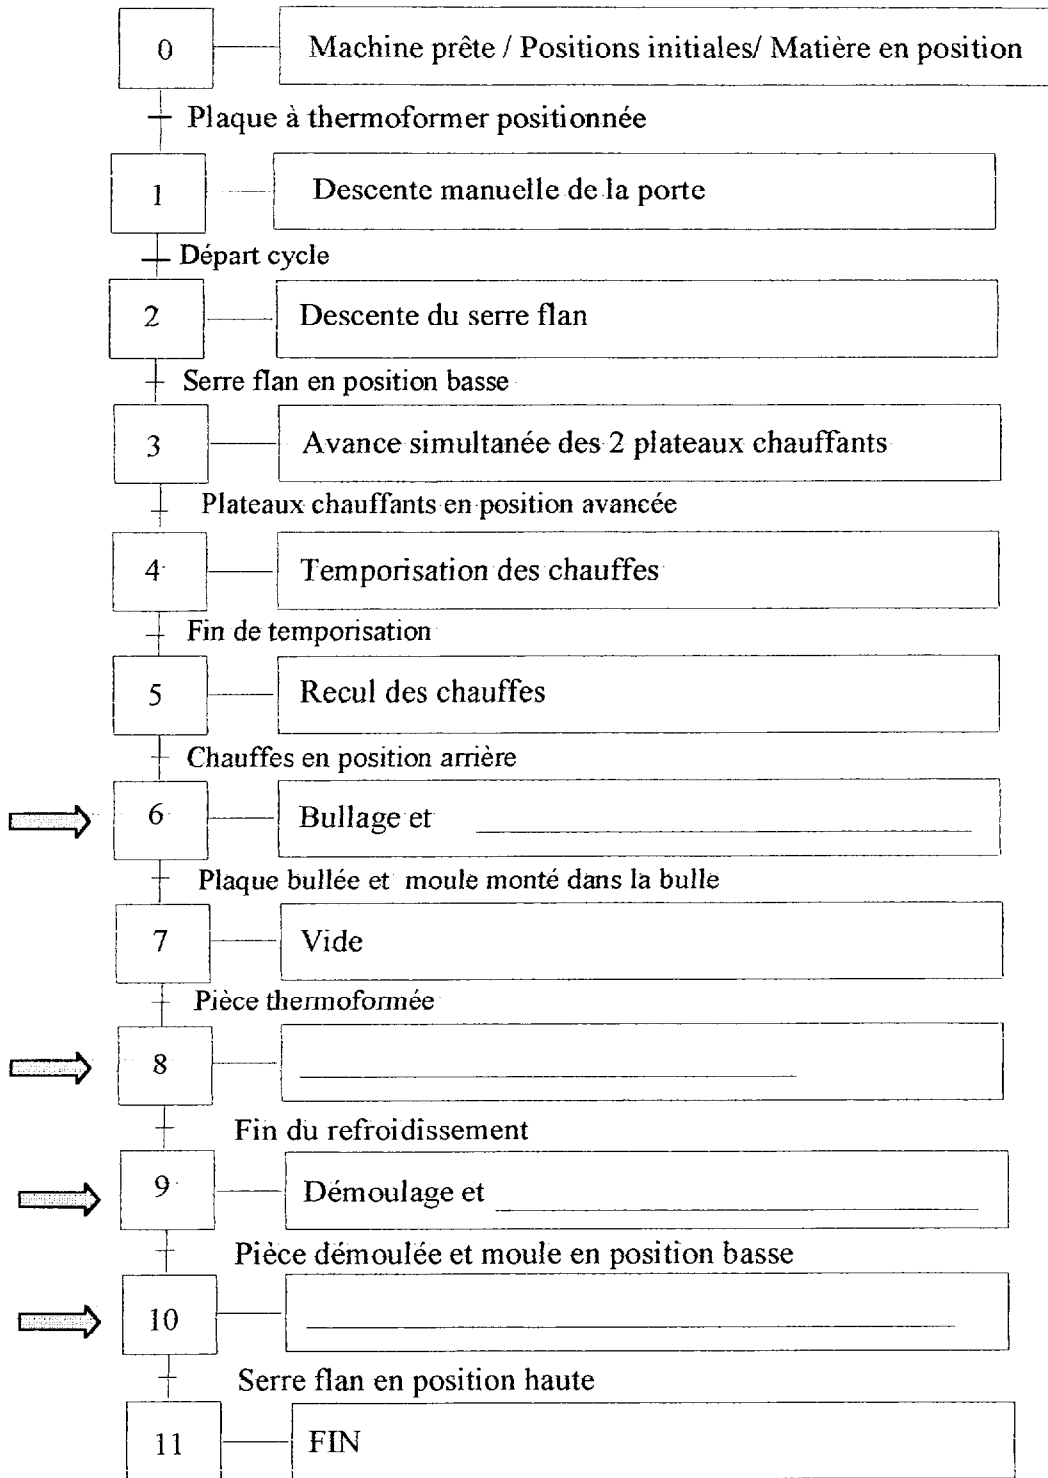 0 Machine prête / Positions initiales/ Matière en position
Plaque à thermoformer positionnée
1 Descente manuelle de la porte
Départ cycle
2 Descente du serre flan
Serre flan en position basse
3 Avance simultanée des 2 plateaux chauffants
Plateaux chauffants en position avancée
4 Temporisation des chauffes
Fin de temporisation
5 Recul des chauffes
Chauffes en position arrière
6 Bullage et
Plaque bullée et moule monté dans la bulle
7 Vide
Pièce thermoformée
8
Fin du refroidissement
9 Démoulage et
Pièce démoulée et moule en position basse
10
Serre flan en position haute
11 FIN